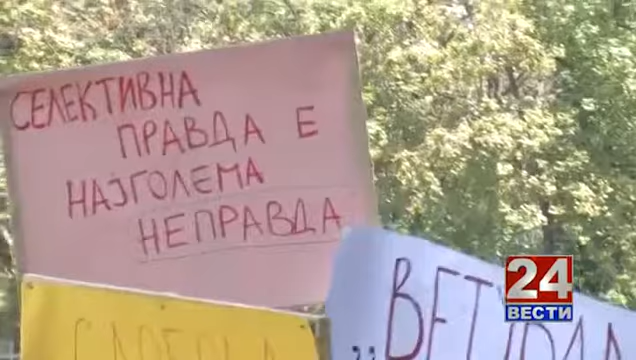 СЕЛЕКТИВНА
ПРАВДА Е
НАЈГОЛЕМА
НЕПРАВДА
24
ВЕСТИ